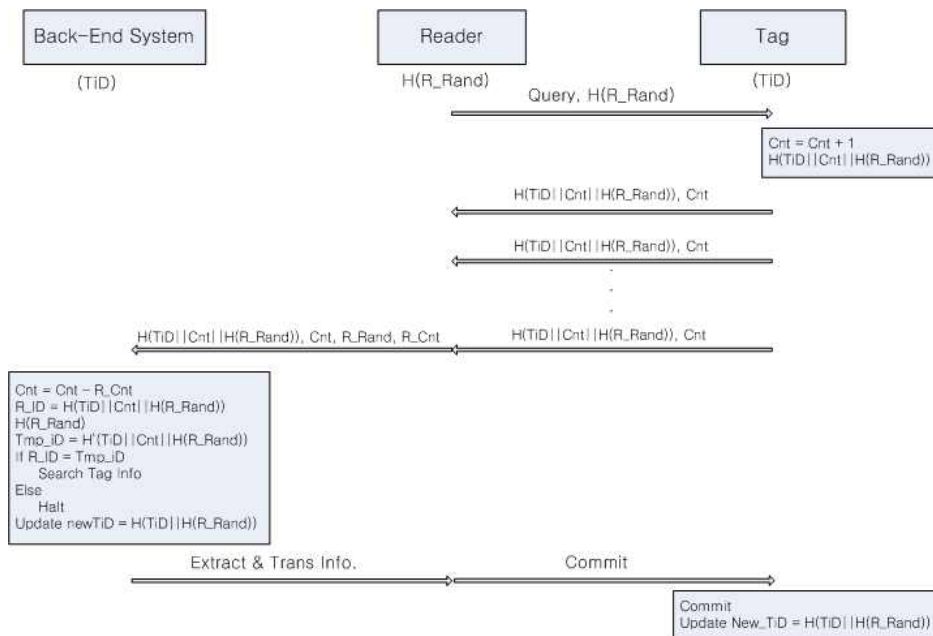 Back-End System
Reader
Tag
(TiD)
H(R_Rand)
(TiD)
Query, H(R_Rand)
Cnt = Cnt + 1
H(TiD||Cnt||H(R_Rand))
H(TiD||Cnt||H(R_Rand)), Cnt
H(TiD||Cnt||H(R_Rand)), Cnt
.
.
.
H(TiD||Cnt||H(R_Rand)), Cnt, R_Rand, R_Cnt
H(TiD||Cnt||H(R_Rand)), Cnt
Cnt = Cnt - R_Cnt
R_ID = H(TiD||Cnt||H(R_Rand))
H(R_Rand)
Tmp_iD = H'(TiD||Cnt||H(R_Rand))
If R_ID = Tmp_iD
Search Tag Info
Else
Halt
Update newTiD = H(TiD||H(R_Rand))
Extract & Trans Info.
Commit
Commit
Update New_TiD = H(TiD||H(R_Rand))